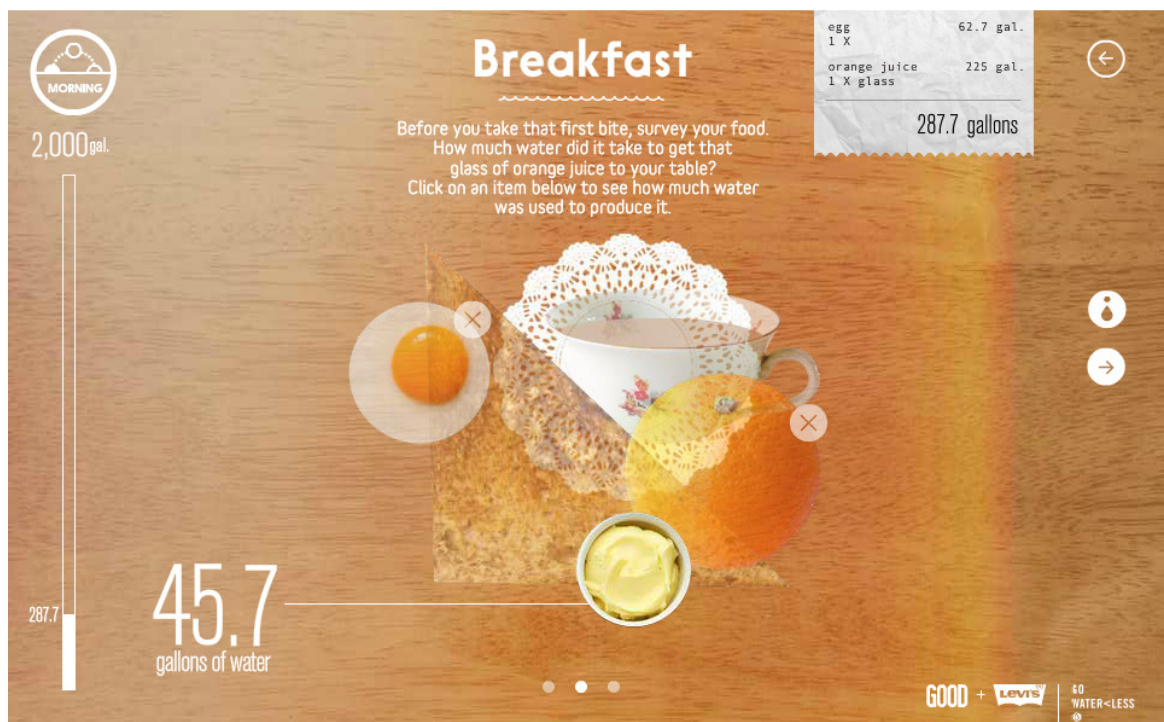 MORNING
2,000 gal.
Breakfast
Before you take that first bite, survey your food.
How much water did it take to get that
glass of orange juice to your table?
Click on an item below to see how much water
was used to produce it.
egg 62.7 gal.
1 X
orange juice 225 gal.
1 X glass
287.7 gallons
287.7
45.7
gallons of water
GOOD + LEVI'S
GO
WATER<LESS